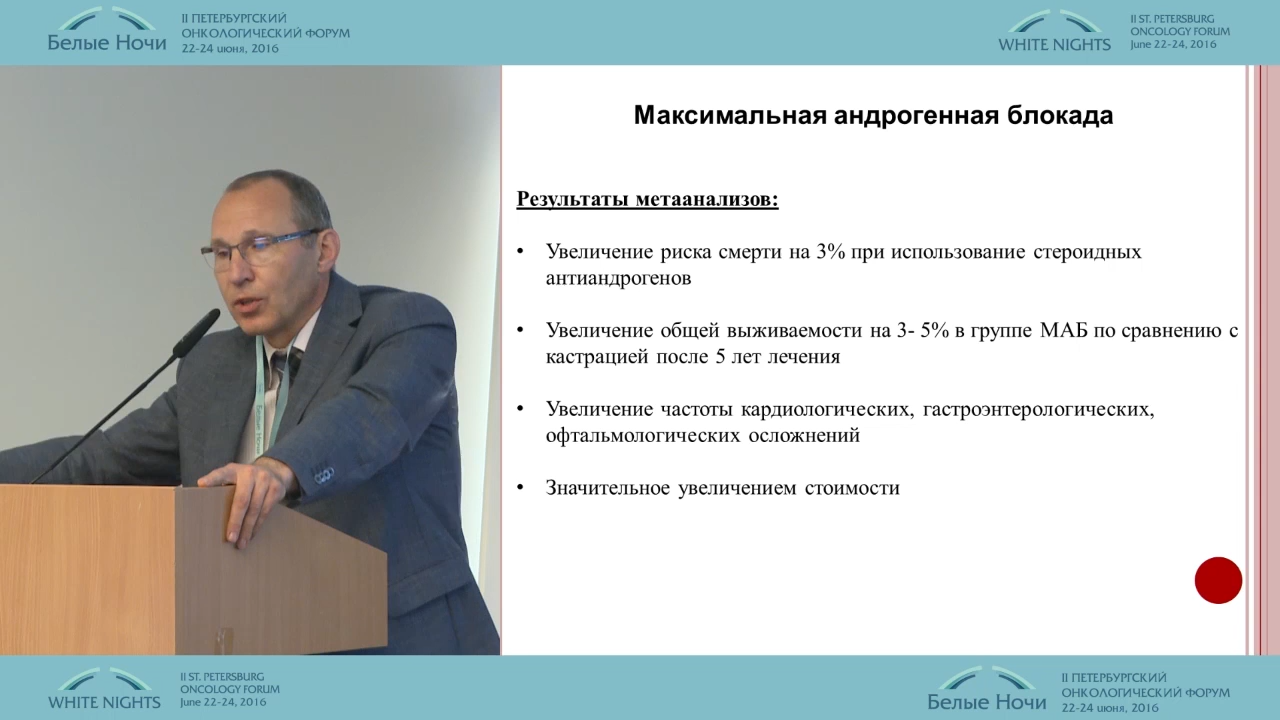 Белые Ночи
II ПЕТЕРБУРГСКИЙ
ОНКОЛОГИЧЕСКИЙ ФОРУМ
22-24 июня, 2016
WHITE NIGHTS
II ST. PETERSBURG
ONCOLOGY FORUM
June 22-24, 2016
Максимальная андрогенная блокада
Результаты метаанализов:
• Увеличение риска смерти на 3% при использование стероидных
антиандрогенов
• Увеличение общей выживаемости на 3- 5% в группе МАБ по сравнению с
кастрацией после 5 лет лечения
• Увеличение частоты кардиологических, гастроэнтерологических,
офтальмологических осложнений
• Значительное увеличением стоимости
Белые Ночи
WHITE NIGHTS
II ST. PETERSBURG
ONCOLOGY FORUM
June 22-24, 2016
Белые Ночи
II ПЕТЕРБУРГСКИЙ
ОНКОЛОГИЧЕСКИЙ ФОРУМ
22-24 июня, 2016